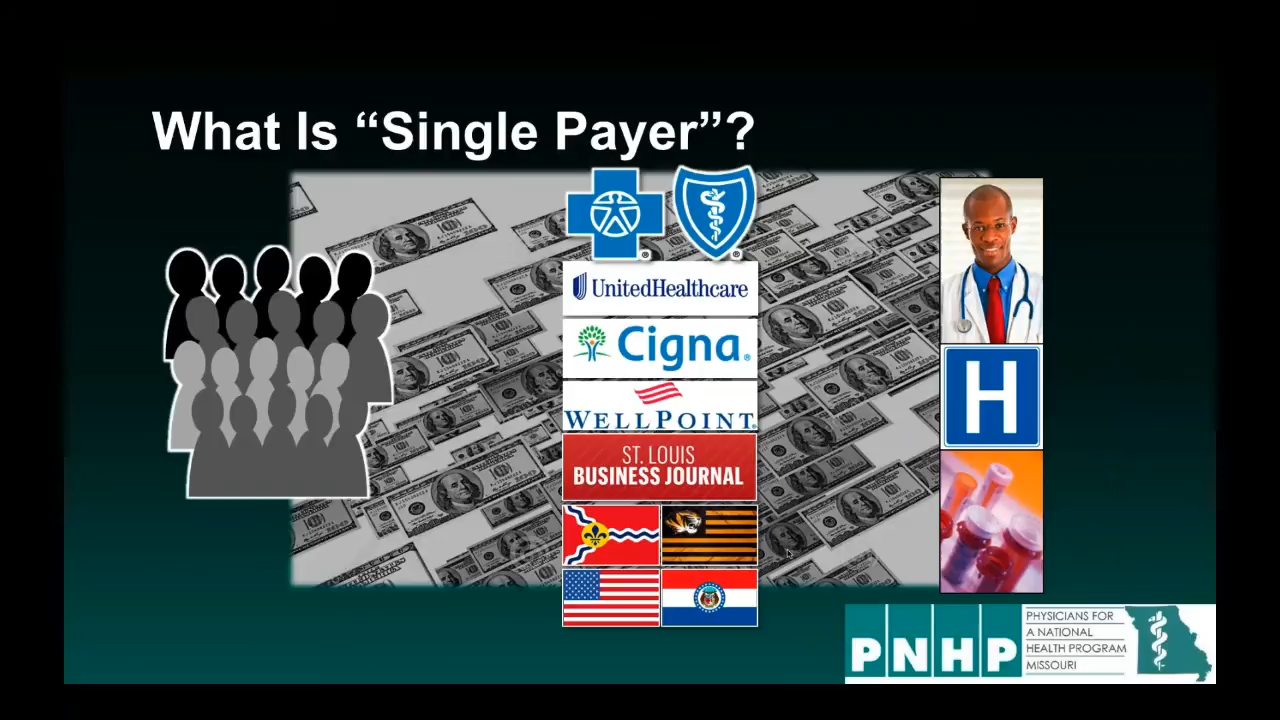 What Is “Single Payer”?
UnitedHealthcare
Cigna®
WELLPOINT®
ST. LOUIS
BUSINESS JOURNAL
H
PNHP
PHYSICIANS FOR
A NATIONAL
HEALTH PROGRAM
MISSOURI